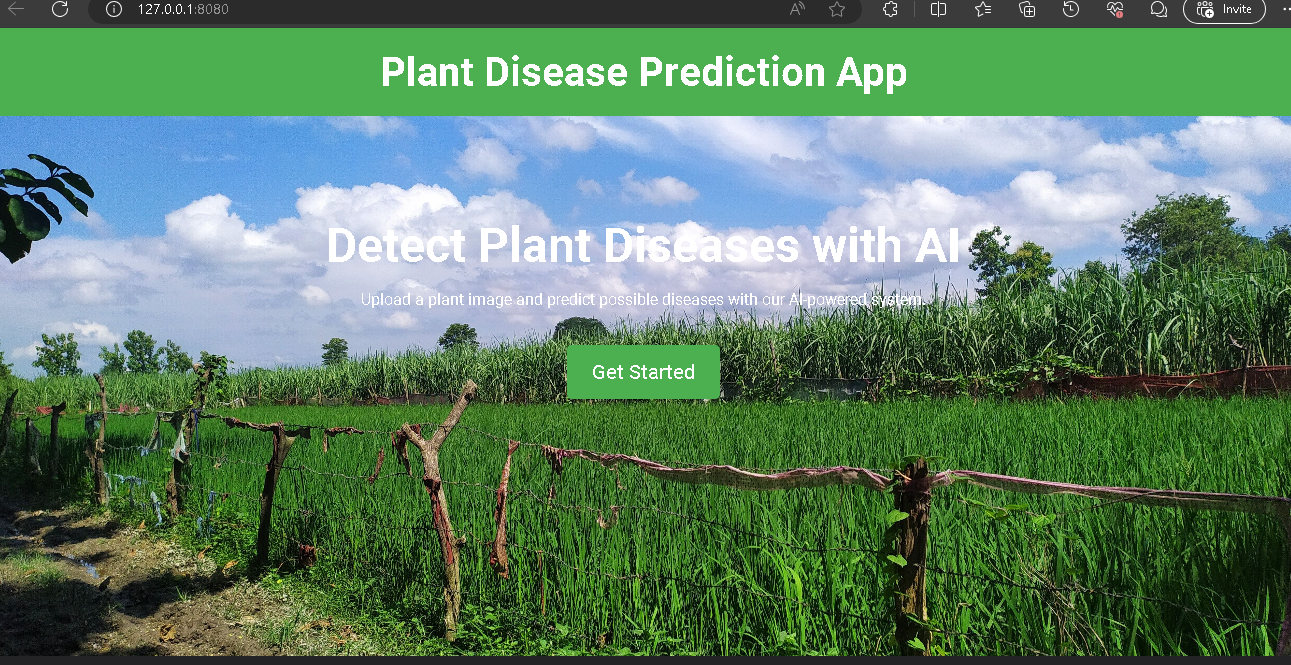 127.0.0.1:8080
Invite
Plant Disease Prediction App
Detect Plant Diseases with AI
Upload a plant image and predict possible diseases with our AI-powered system.
Get Started